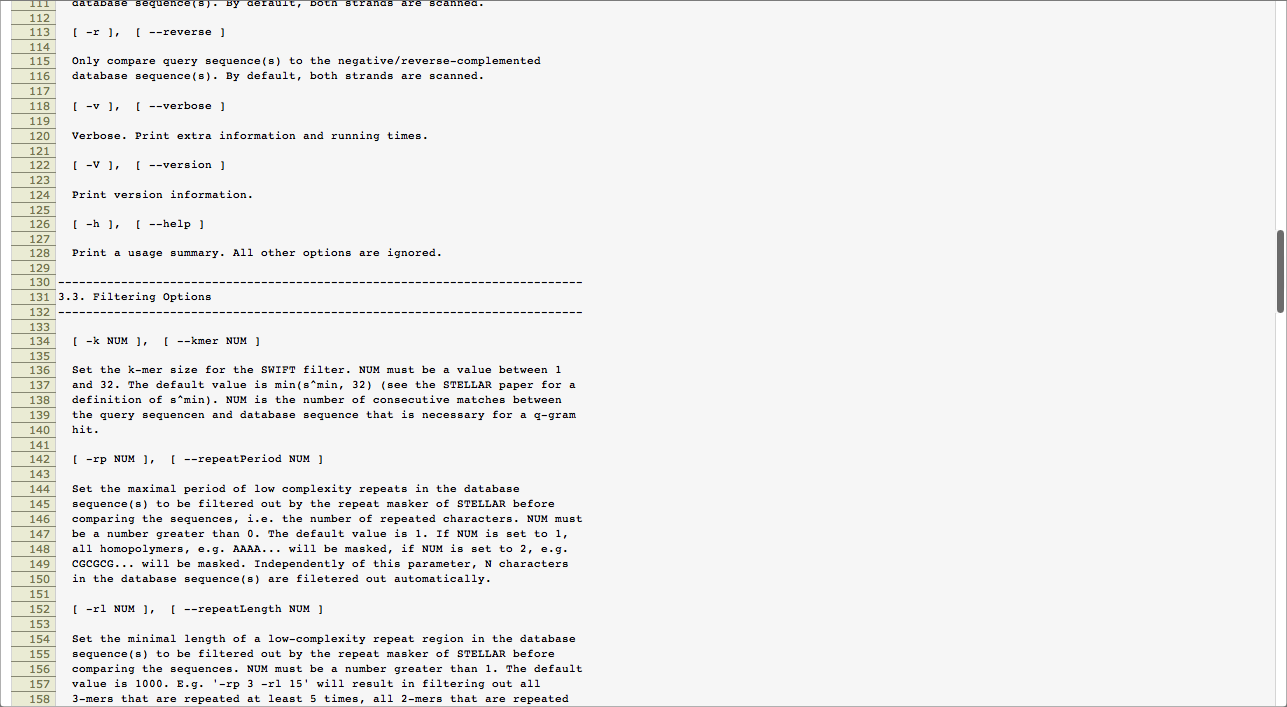 111 database sequence(s). By default, both strands are scanned.
112
113 [ -r ], [ --reverse ]
114
115 Only compare query sequence(s) to the negative/reverse-complemented
116 database sequence(s). By default, both strands are scanned.
117
118 [ -v ], [ --verbose ]
119
120 Verbose. Print extra information and running times.
121
122 [ -V ], [ --version ]
123
124 Print version information.
125
126 [ -h ], [ --help ]
127
128 Print a usage summary. All other options are ignored.
129
130 ---------------------------------------------------------------------------
131 3.3. Filtering Options
132 ---------------------------------------------------------------------------
133
134 [ -k NUM ], [ --kmer NUM ]
135
136 Set the k-mer size for the SWIFT filter. NUM must be a value between 1
137 and 32. The default value is min(s^min, 32) (see the STELLAR paper for a
138 definition of s^min). NUM is the number of consecutive matches between
139 the query sequencen and database sequence that is necessary for a q-gram
140 hit.
141
142 [ -rp NUM ], [ --repeatPeriod NUM ]
143
144 Set the maximal period of low complexity repeats in the database
145 sequence(s) to be filtered out by the repeat masker of STELLAR before
146 comparing the sequences, i.e. the number of repeated characters. NUM must
147 be a number greater than 0. The default value is 1. If NUM is set to 1,
148 all homopolymers, e.g. AAAA... will be masked, if NUM is set to 2, e.g.
149 CGCGCG... will be masked. Independently of this parameter, N characters
150 in the database sequence(s) are filetered out automatically.
151
152 [ -rl NUM ], [ --repeatLength NUM ]
153
154 Set the minimal length of a low-complexity repeat region in the database
155 sequence(s) to be filtered out by the repeat masker of STELLAR before
156 comparing the sequences. NUM must be a number greater than 1. The default
157 value is 1000. E.g. '-rp 3 -rl 15' will result in filtering out all
158 3-mers that are repeated at least 5 times, all 2-mers that are repeated